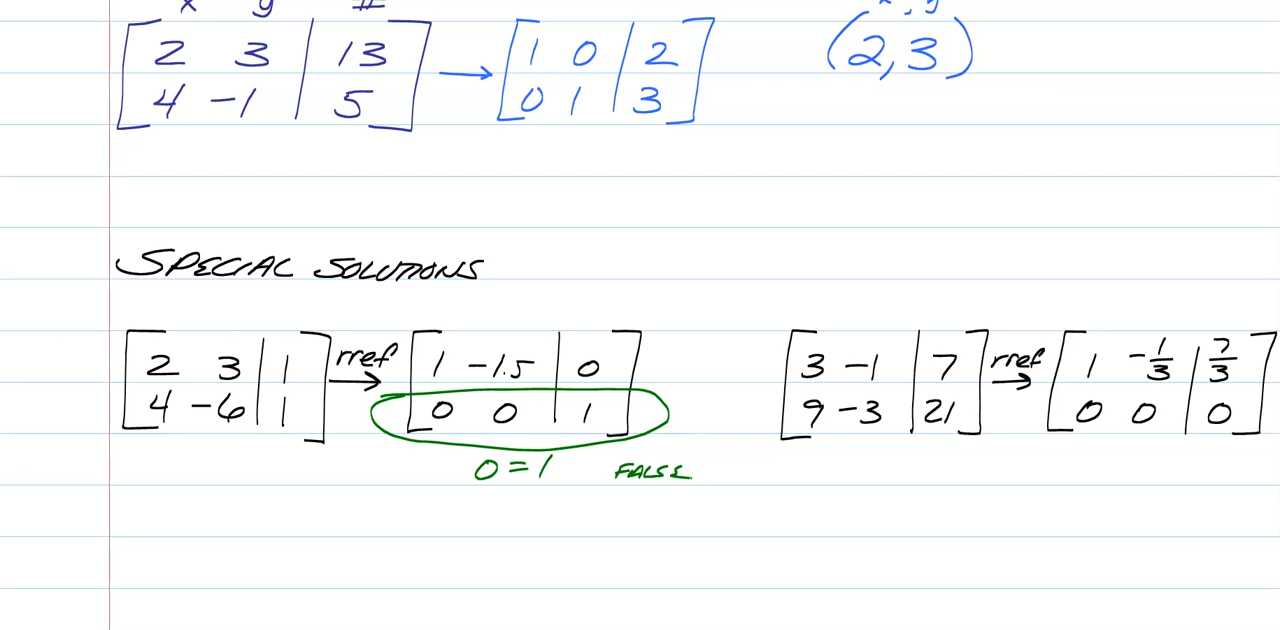 x y #
[2 3 | 13] → [1 0 | 2] (2, 3)
[4 -1 | 5] [0 1 | 3]
SPECIAL SOLUTIONS
[2 3 | 1] rref → [1 -1.5 | 0] [3 -1 | 7] rref → [1 -1/3 | 7/3]
[4 -6 | 1] [0 0 | 1] [9 -3 | 21] [0 0 | 0]
0 = 1 FALSE.